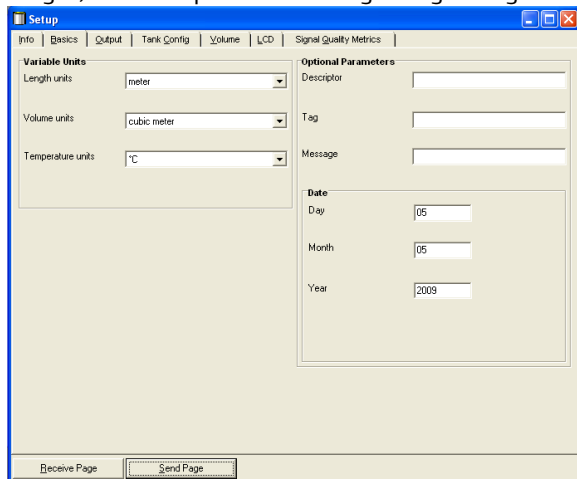 Setup
Info Basics Output Tank Config Volume LCD Signal Quality Metrics
Variable Units
Length units meter
Volume units cubic meter
Temperature units °C
Optional Parameters
Descriptor
Tag
Message
Date
Day 05
Month 05
Year 2009
Receive Page Send Page